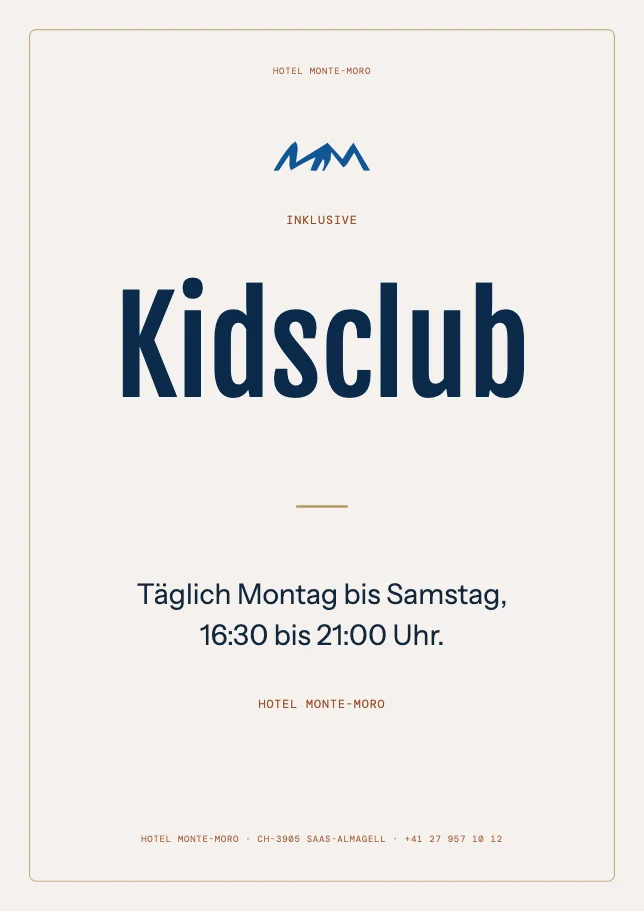 HOTEL MONTE-MORO
INKLUSIVE
Kidsclub
Täglich Montag bis Samstag,
16:30 bis 21:00 Uhr.
HOTEL MONTE-MORO
HOTEL MONTE-MORO · CH-3905 SAAS-ALMAGELL · +41 27 957 10 12